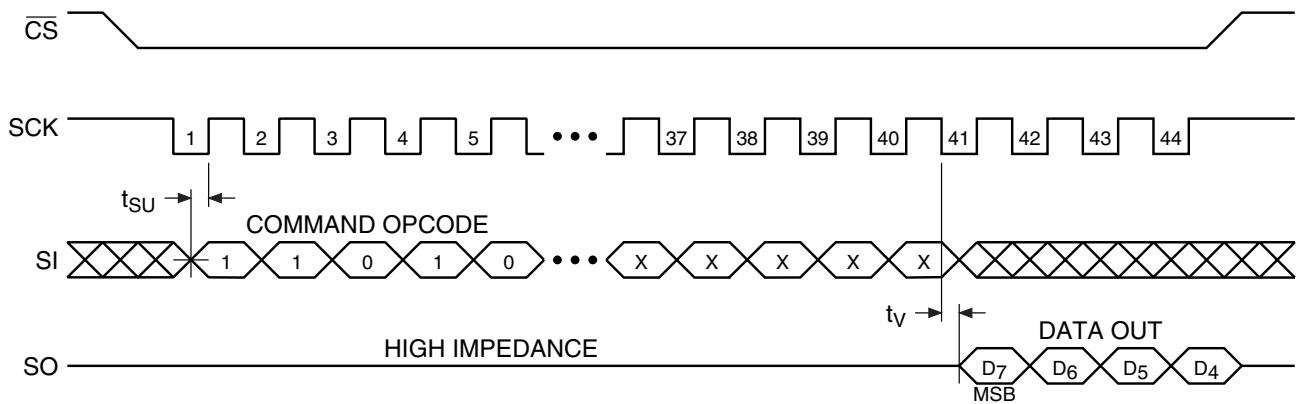 CS
SCK 1 2 3 4 5 ••• 37 38 39 40 41 42 43 44
tSU
COMMAND OPCODE
SI 1 1 0 1 0 ••• X X X X X
tV
DATA OUT
HIGH IMPEDANCE
SO D7 D6 D5 D4
MSB